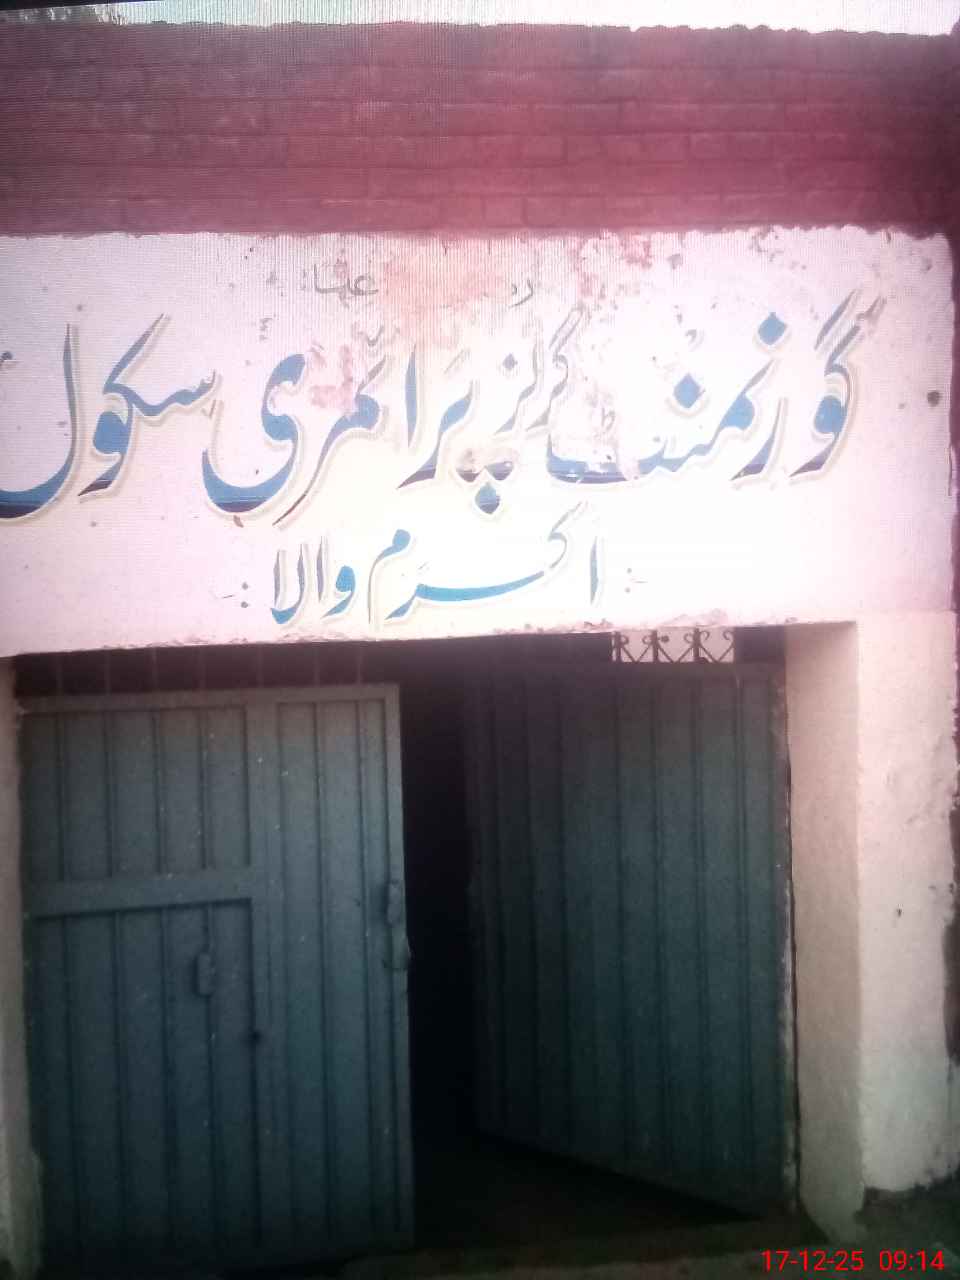 گورنمنٹ گرلز پرائمری سکول
اکرم والا
17-12-25 09:14